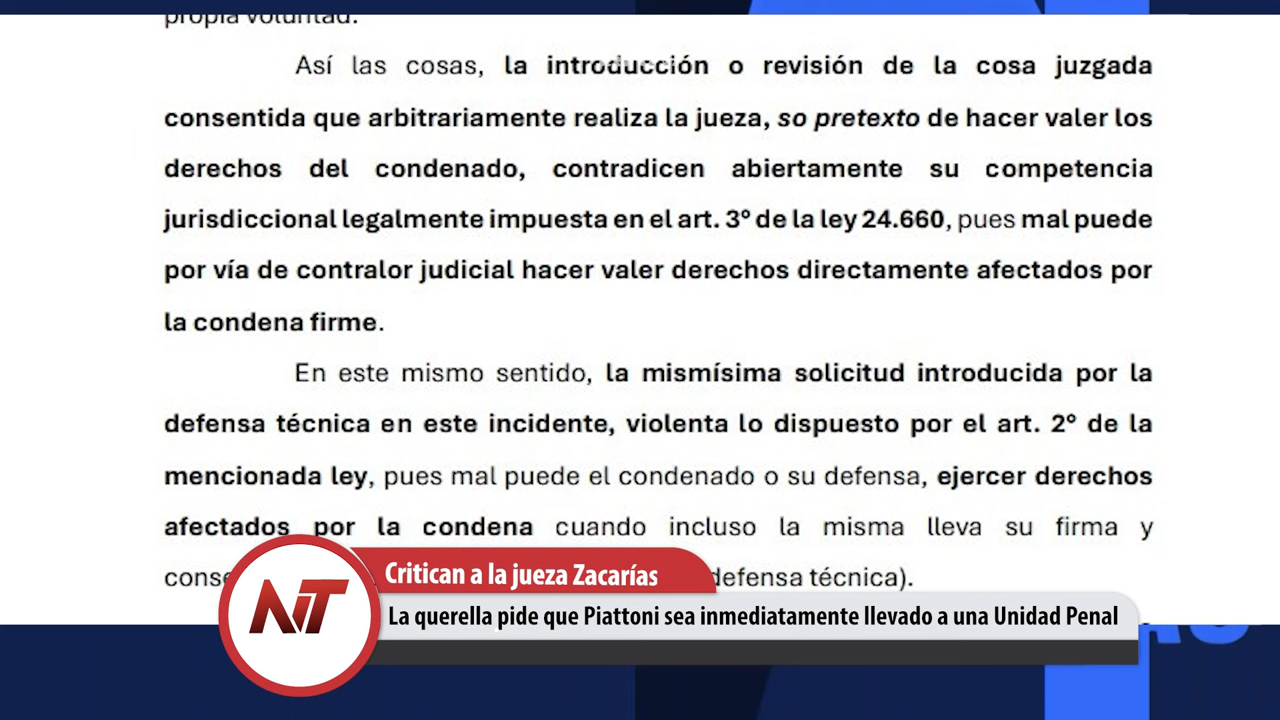 propia voluntad.
Así las cosas, la introducción o revisión de la cosa juzgada
consentida que arbitrariamente realiza la jueza, so pretexto de hacer valer los
derechos del condenado, contradicen abiertamente su competencia
jurisdiccional legalmente impuesta en el art. 3° de la ley 24.660, pues mal puede
por vía de contralor judicial hacer valer derechos directamente afectados por
la condena firme.
En este mismo sentido, la mismísima solicitud introducida por la
defensa técnica en este incidente, violenta lo dispuesto por el art. 2° de la
mencionada ley, pues mal puede el condenado o su defensa, ejercer derechos
afectados por la condena cuando incluso la misma lleva su firma y
defensa técnica).
NT
Critican a la jueza Zacarías
La querella pide que Piattoni sea inmediatamente llevado a una Unidad Penal